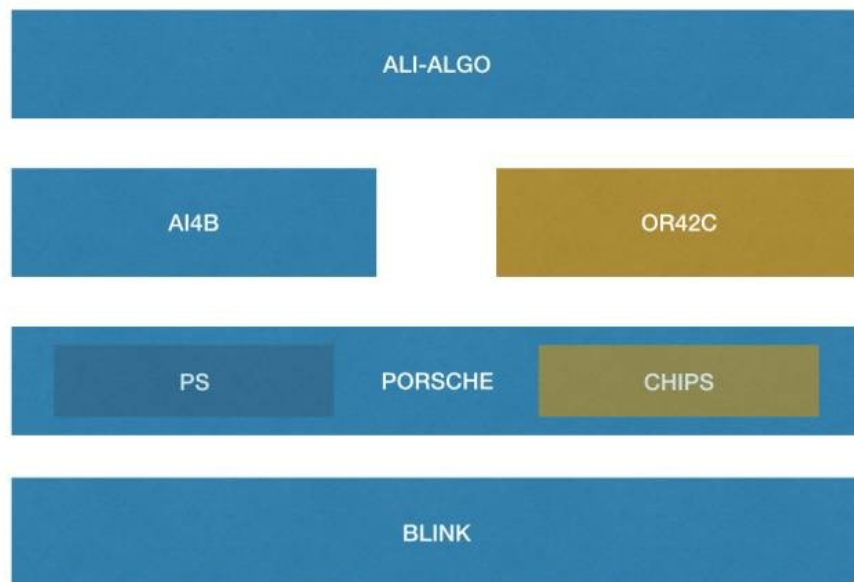 ALI-ALGO
AI4B
OR42C
PS
PORSCHE
CHIPS
BLINK